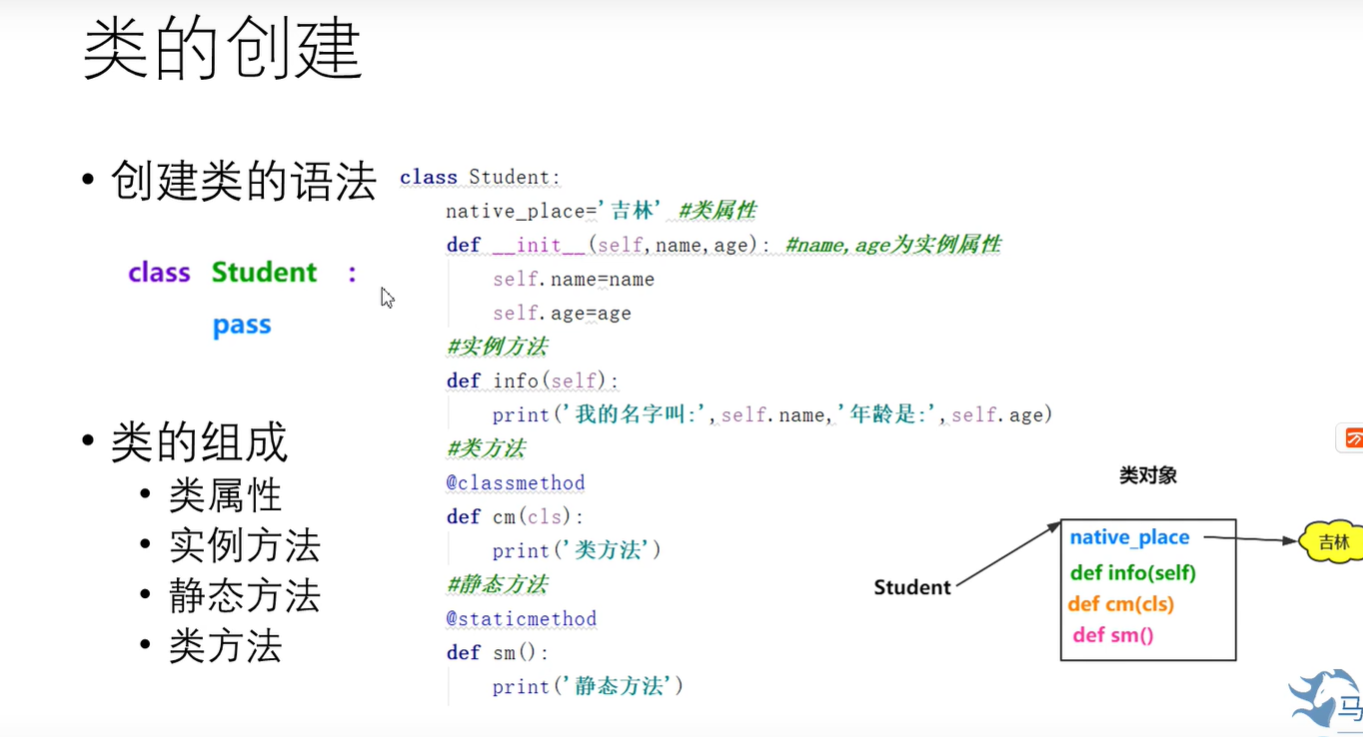 类的创建
• 创建类的语法
class Student :
pass
• 类的组成
• 类属性
• 实例方法
• 静态方法
• 类方法
class Student:
native_place='吉林' #类属性
def __init__(self,name,age): #name,age为实例属性
self.name=name
self.age=age
#实例方法
def info(self):
print('我的名字叫:',self.name,'年龄是:',self.age)
#类方法
@classmethod
def cm(cls):
print('类方法')
#静态方法
@staticmethod
def sm():
print('静态方法')
类对象
Student
native_place
吉林
def info(self)
def cm(cls)
def sm()
马